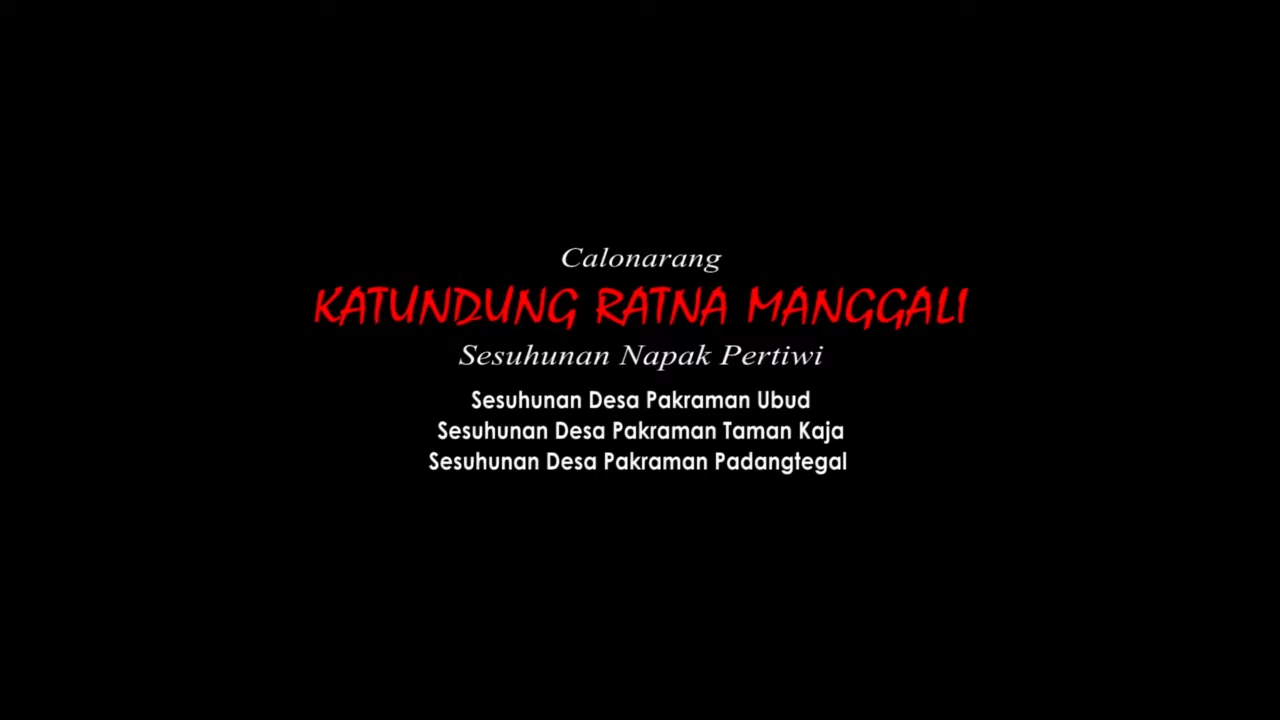 Calonarang
KATUNDUNG RATNA MANGGALI
Sesuhunan Napak Pertiwi
Sesuhunan Desa Pakraman Ubud
Sesuhunan Desa Pakraman Taman Kaja
Sesuhunan Desa Pakraman Padangtegal